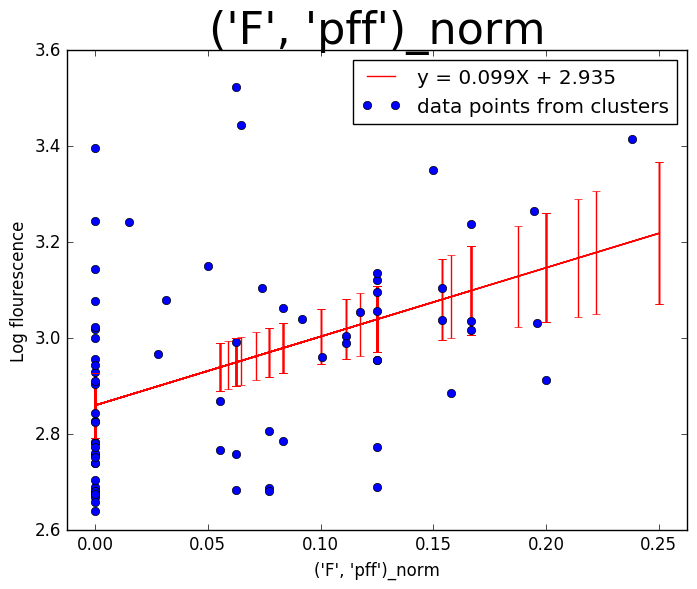 ('F', 'pff')_norm
y = 0.099X + 2.935
data points from clusters
3.6
3.4
3.2
3.0
2.8
2.6
Log flourescence
0.00 0.05 0.10 0.15 0.20 0.25
('F', 'pff')_norm